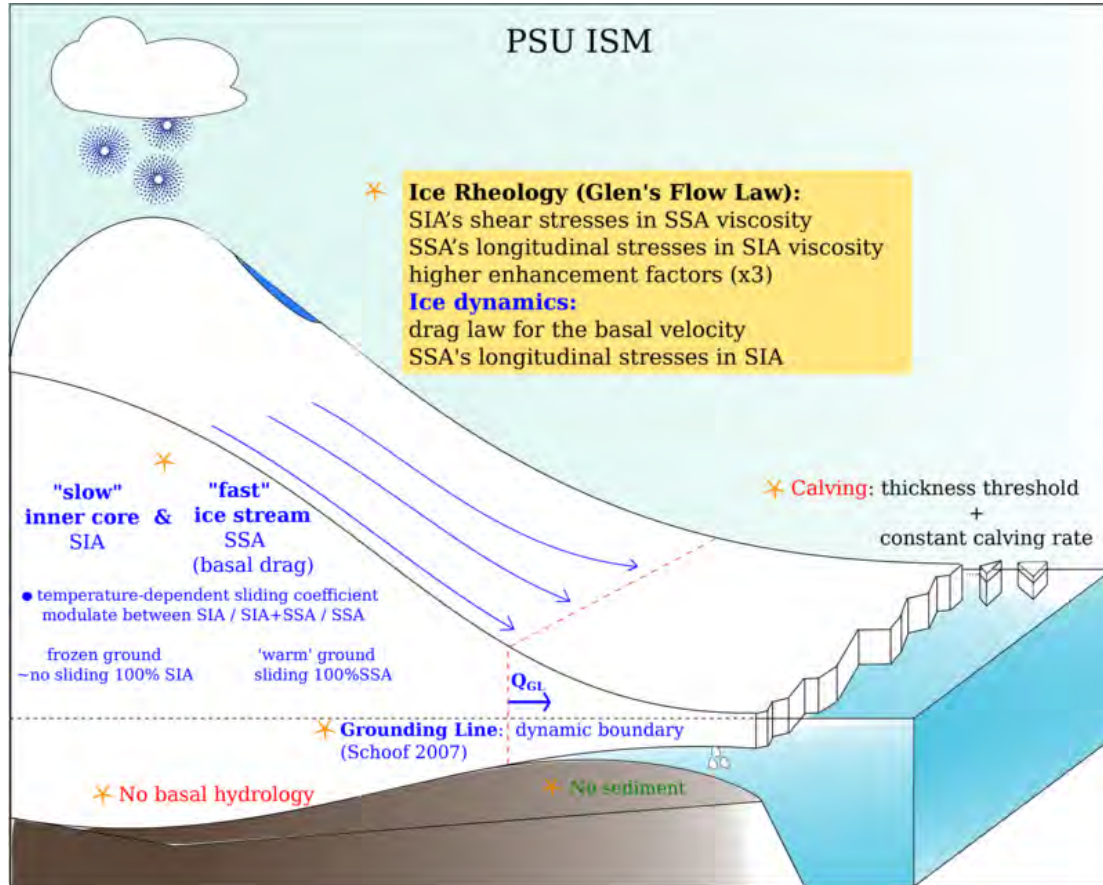 PSU ISM
Ice Rheology (Glen's Flow Law):
SIA's shear stresses in SSA viscosity
SSA's longitudinal stresses in SIA viscosity
higher enhancement factors (x3)
Ice dynamics:
drag law for the basal velocity
SSA's longitudinal stresses in SIA
"slow"
inner core
SIA
&
"fast"
ice stream
SSA
(basal drag)
● temperature-dependent sliding coefficient
modulate between SIA / SIA+SSA / SSA
frozen ground
~no sliding 100% SIA
'warm' ground
sliding 100%SSA
Calving: thickness threshold
+
constant calving rate
QGL
Grounding Line: dynamic boundary
(Schoof 2007)
No basal hydrology
No sediment